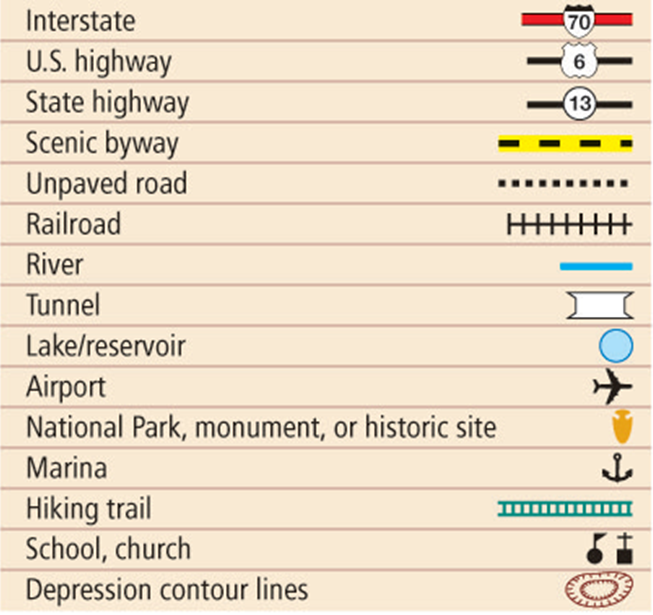 Interstate 70
U.S. highway 6
State highway 13
Scenic byway
Unpaved road
Railroad
River
Tunnel
Lake/reservoir
Airport
National Park, monument, or historic site
Marina
Hiking trail
School, church
Depression contour lines